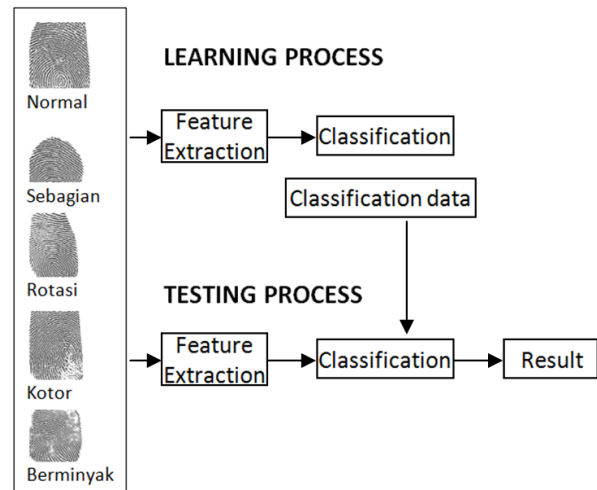 Normal
Sebagian
Rotasi
Kotor
Berminyak
LEARNING PROCESS
Feature
Extraction
Classification
Classification data
TESTING PROCESS
Feature
Extraction
Classification
Result